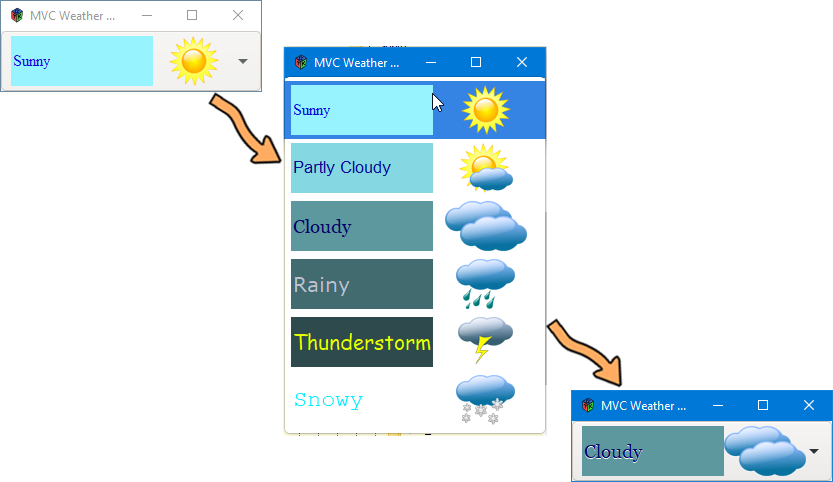 MVC Weather ...
Sunny
MVC Weather ...
Sunny
Partly Cloudy
Cloudy
Rainy
Thunderstorm
Snowy
MVC Weather ...
Cloudy